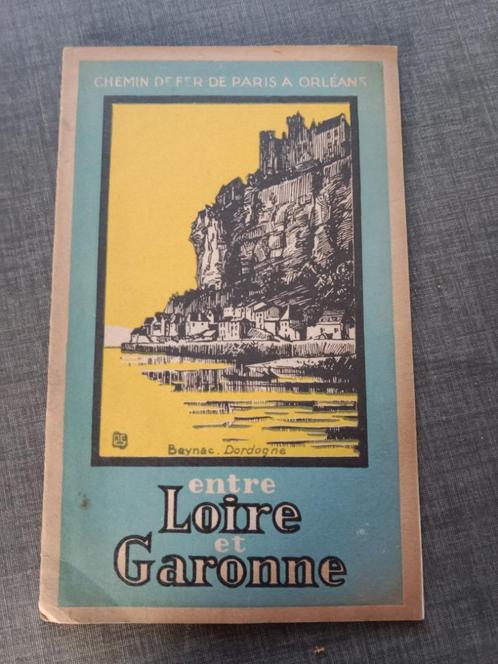 CHEMIN DE FER DE PARIS A ORLÉANS
Beynac. Dordogne
entre
Loire
et
Garonne